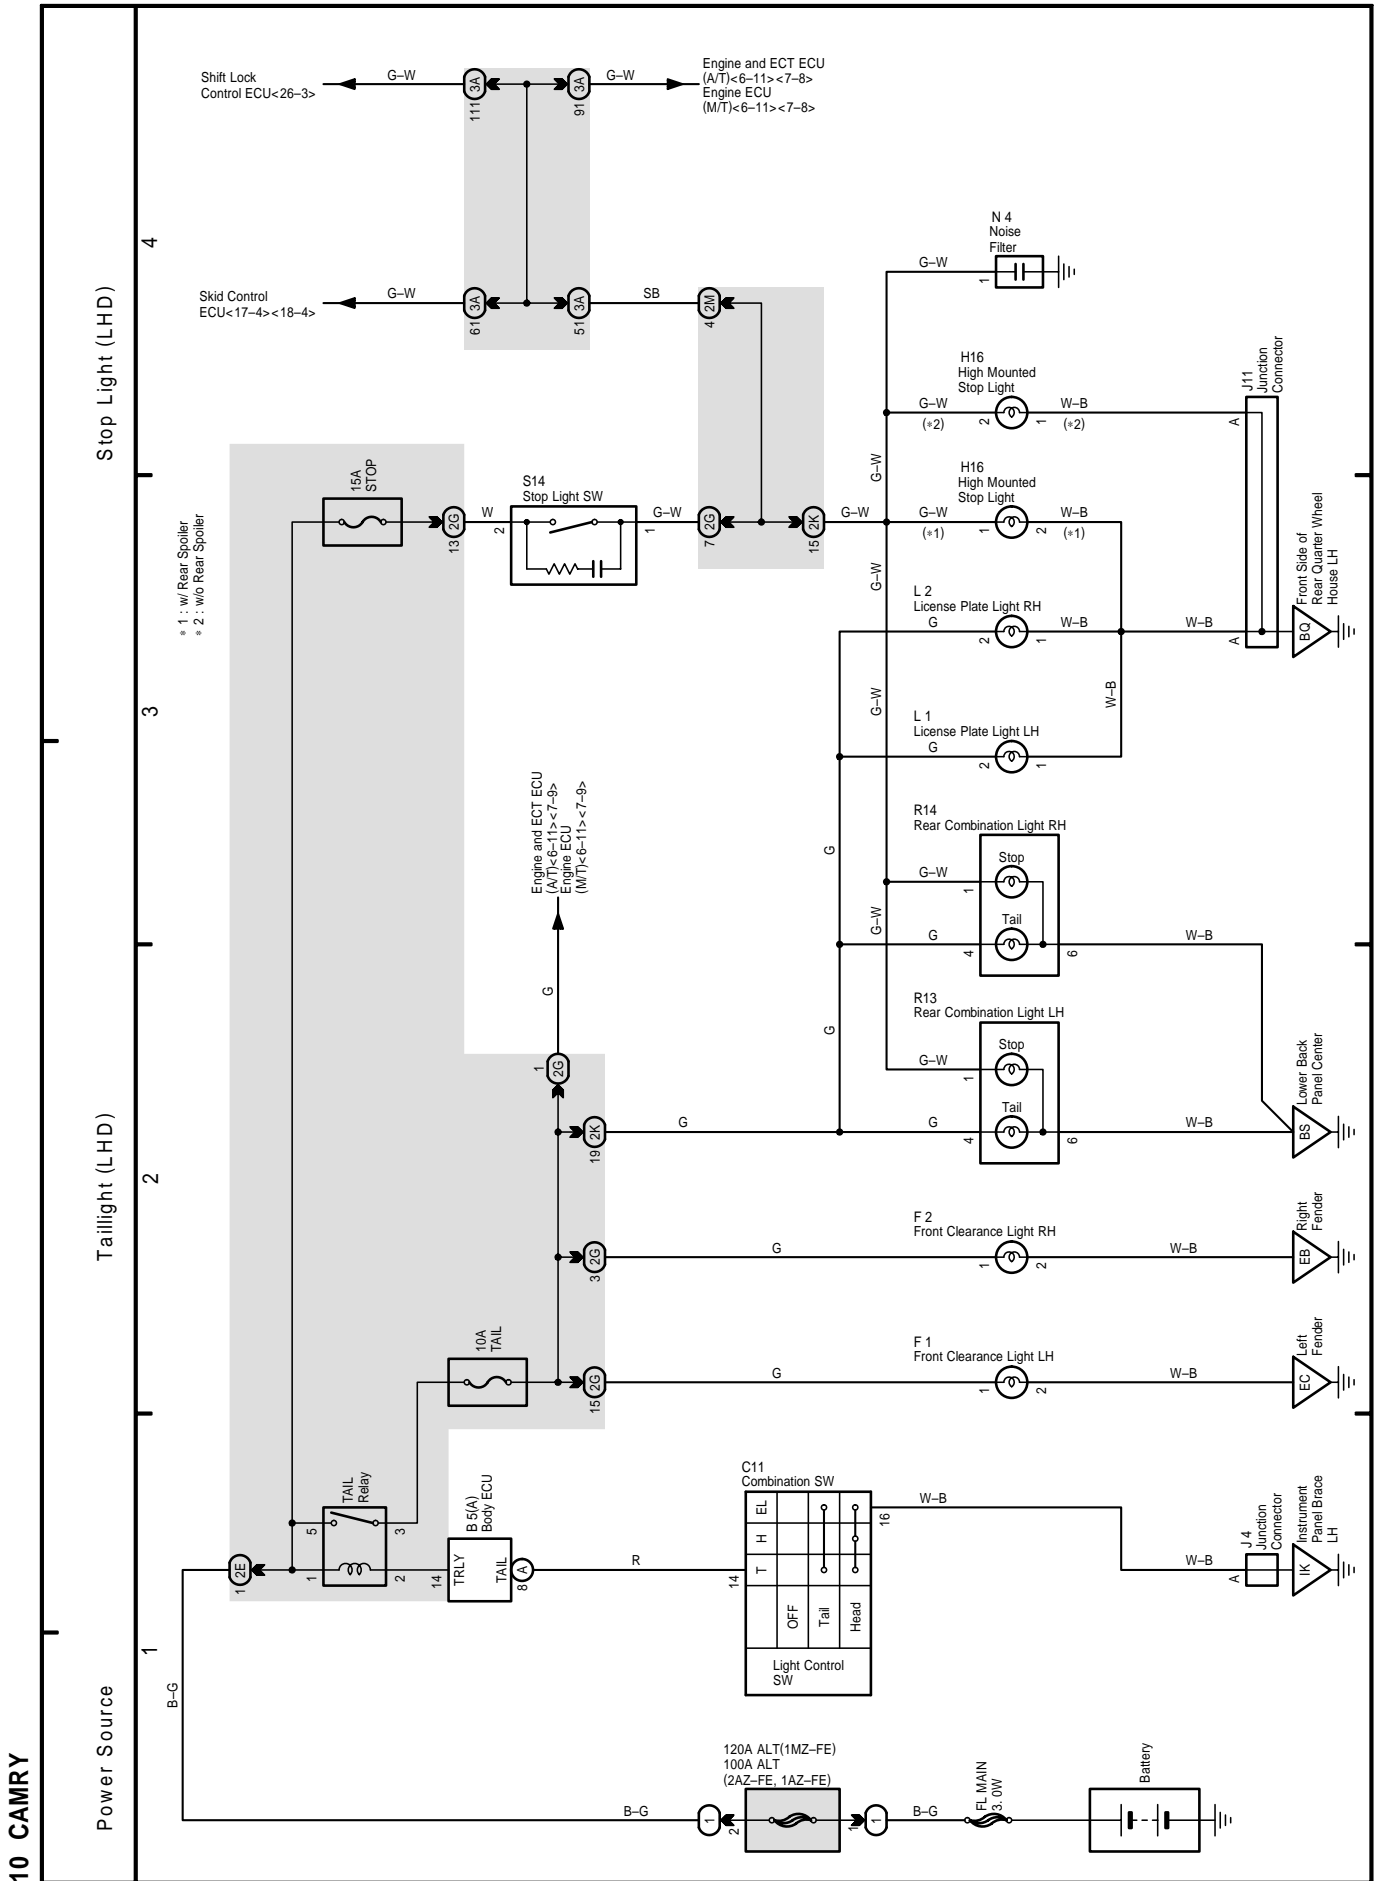 10 CAMRY
Power Source
Taillight (LHD)
Stop Light (LHD)
1
2
3
4
∗ 1 : w/ Rear Spoiler
∗ 2 : w/o Rear Spoiler
Shift Lock
Control ECU<26–3>
G–W
111
3A
91
3A
G–W
Engine and ECT ECU
(A/T)<6–11><7–8>
Engine ECU
(M/T)<6–11><7–8>
Skid Control
ECU<17–4><18–4>
G–W
61
3A
51
3A
SB
4
2M
N 4
Noise
Filter
G–W
1
H16
High Mounted
Stop Light
G–W
(∗2)
2
1
W–B
(∗2)
A
J11
Junction
Connector
15A
STOP
13
2G
W
2
S14
Stop Light SW
1
G–W
7
2G
15
2K
G–W
G–W
H16
High Mounted
Stop Light
G–W
(∗1)
1
2
W–B
(∗1)
G–W
L 2
License Plate Light RH
G
2
1
W–B
W–B
A
BQ
Front Side of
Rear Quarter Wheel
House LH
G–W
W–B
L 1
License Plate Light LH
G
2
1
Engine and ECT ECU
(A/T)<6–11><7–9>
Engine ECU
(M/T)<6–11><7–9>
G
G
R14
Rear Combination Light RH
Stop
G–W
1
Tail
G–W
G
4
6
W–B
G
R13
Rear Combination Light LH
Stop
G–W
1
Tail
G
4
6
W–B
BS
Lower Back
Panel Center
1
2G
19
2K
G
3
2G
G
F 2
Front Clearance Light RH
1
2
W–B
EB
Right
Fender
10A
TAIL
15
2G
G
F 1
Front Clearance Light LH
1
2
W–B
EC
Left
Fender
TAIL
Relay
5
3
1
2
1
2E
B 5(A)
Body ECU
14
TRLY
TAIL
8
A
R
14
C11
Combination SW
T
H
EL
OFF
Tail
Head
Light Control
SW
16
W–B
W–B
A
J 4
Junction
Connector
IK
Instrument
Panel Brace
LH
B–G
B–G
1
2
120A ALT(1MZ–FE)
100A ALT
(2AZ–FE, 1AZ–FE)
1
1
B–G
FL MAIN
3. 0W
Battery